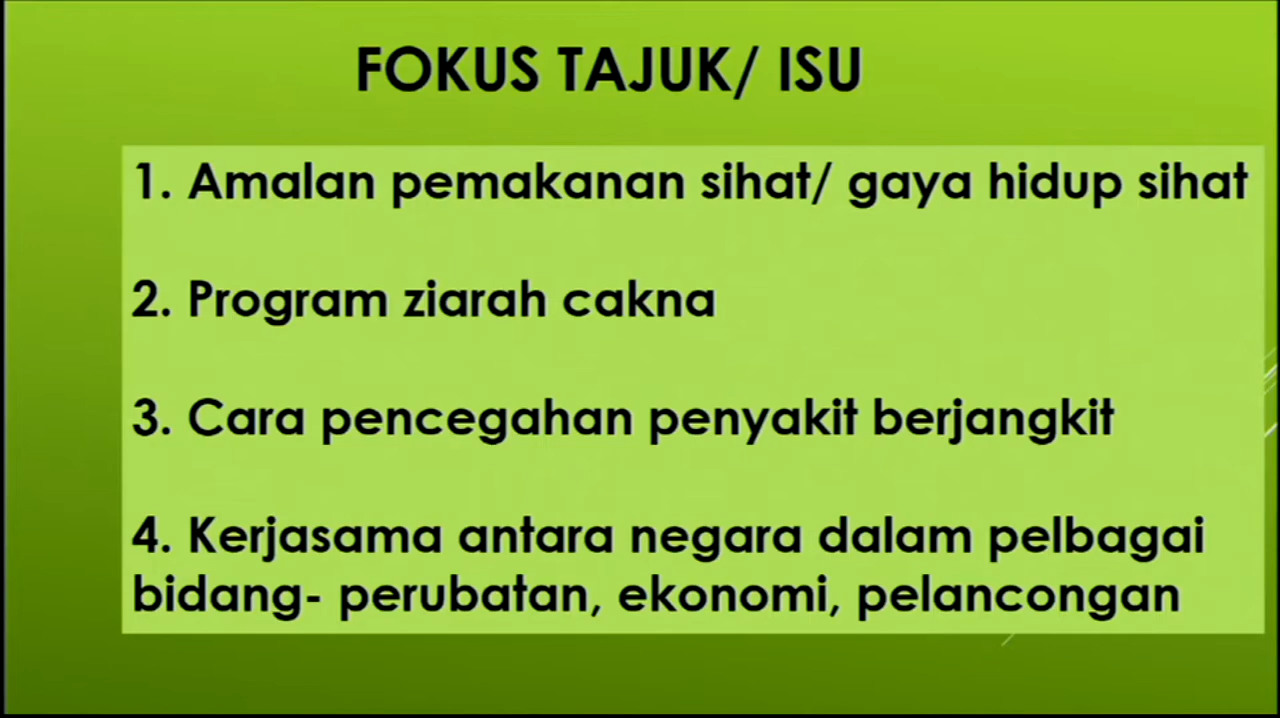 FOKUS TAJUK/ ISU
1. Amalan pemakanan sihat/ gaya hidup sihat
2. Program ziarah cakna
3. Cara pencegahan penyakit berjangkit
4. Kerjasama antara negara dalam pelbagai
bidang- perubatan, ekonomi, pelancongan